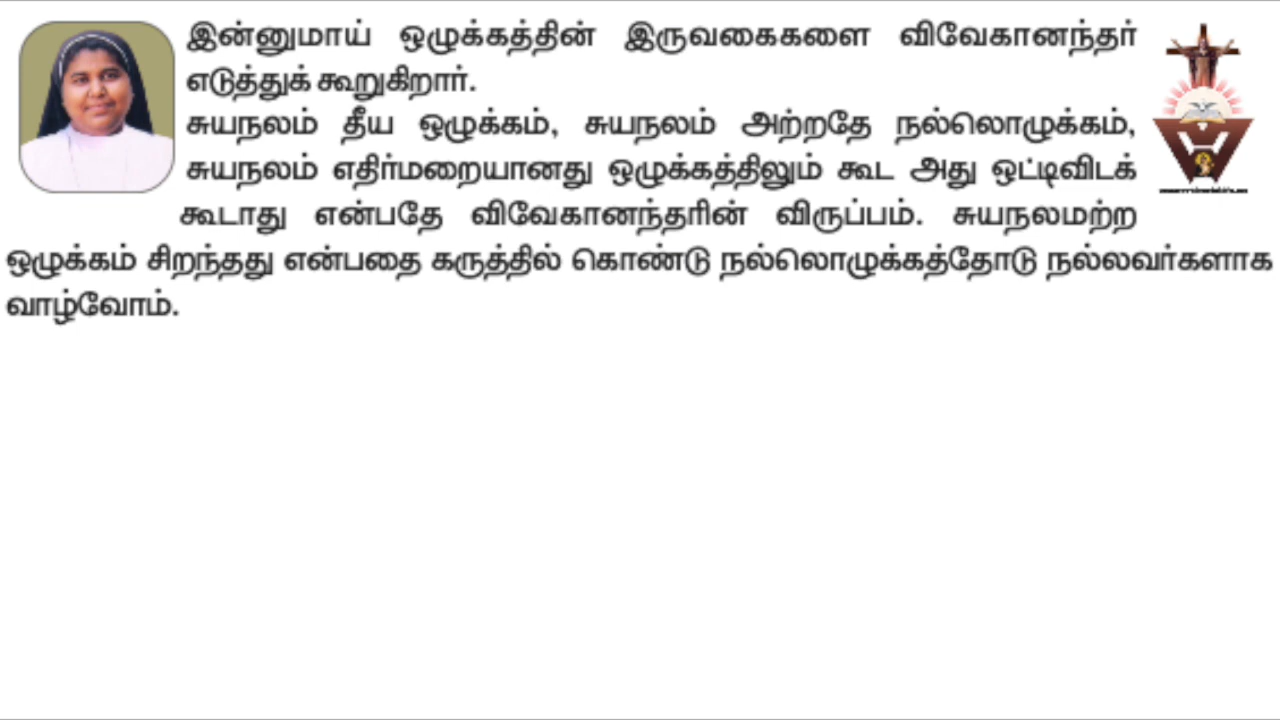 இன்னுமாய் ஒழுக்கத்தின் இருவகைகளை விவேகானந்தர்
எடுத்துக் கூறுகிறார்.
சுயநலம் தீய ஒழுக்கம், சுயநலம் அற்றதே நல்லொழுக்கம்,
சுயநலம் எதிர்மறையானது ஒழுக்கத்திலும் கூட அது ஒட்டிவிடக்
கூடாது என்பதே விவேகானந்தரின் விருப்பம். சுயநலமற்ற
ஒழுக்கம் சிறந்தது என்பதை கருத்தில் கொண்டு நல்லொழுக்கத்தோடு நல்லவர்களாக
வாழ்வோம்.